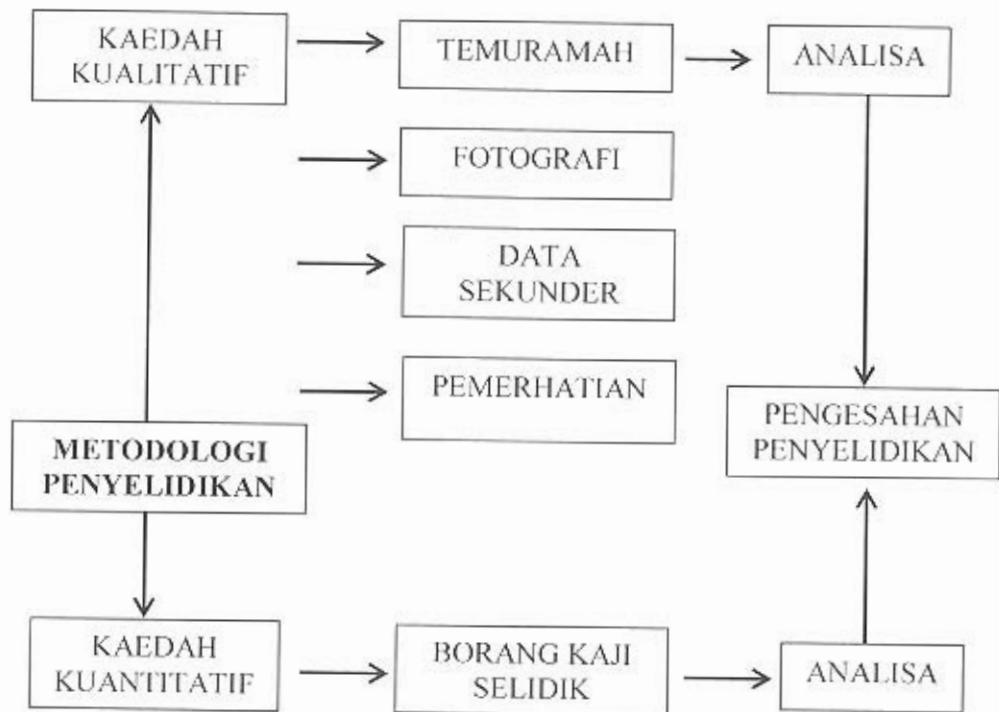 KAEDAH
KUALITATIF
TEMURAMAH
ANALISA
FOTOGRAFI
DATA
SEKUNDER
PEMERHATIAN
METODOLOGI
PENYELIDIKAN
PENGESAHAN
PENYELIDIKAN
KAEDAH
KUANTITATIF
BORANG KAJI
SELIDIK
ANALISA